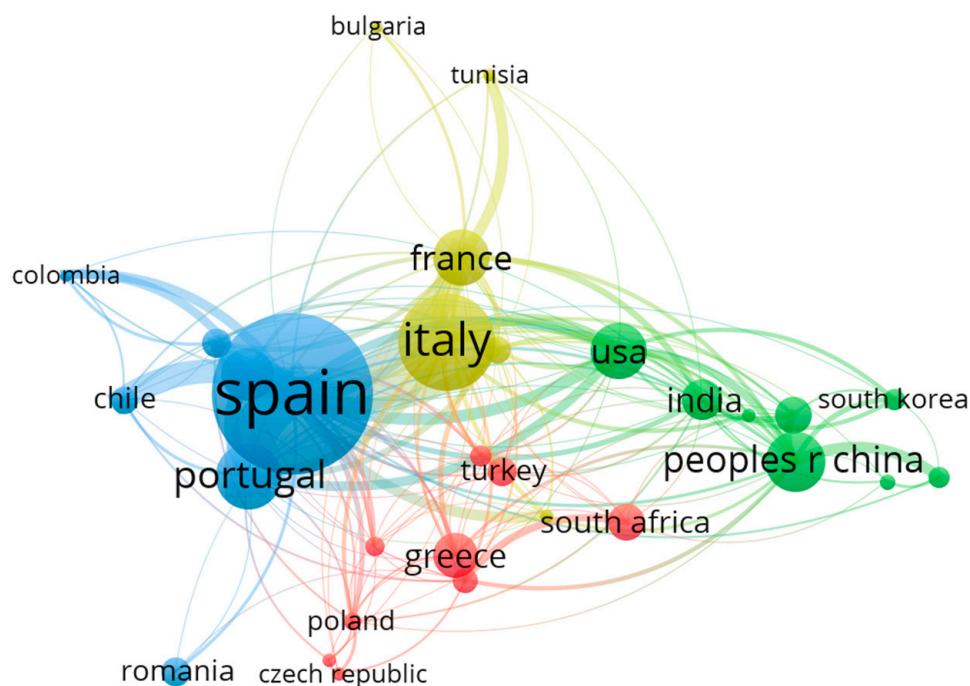 bulgaria
tunisia
france
colombia
italy
usa
spain
chile
india
south korea
portugal
turkey
peoples r china
south africa
greece
poland
romania
czech republic